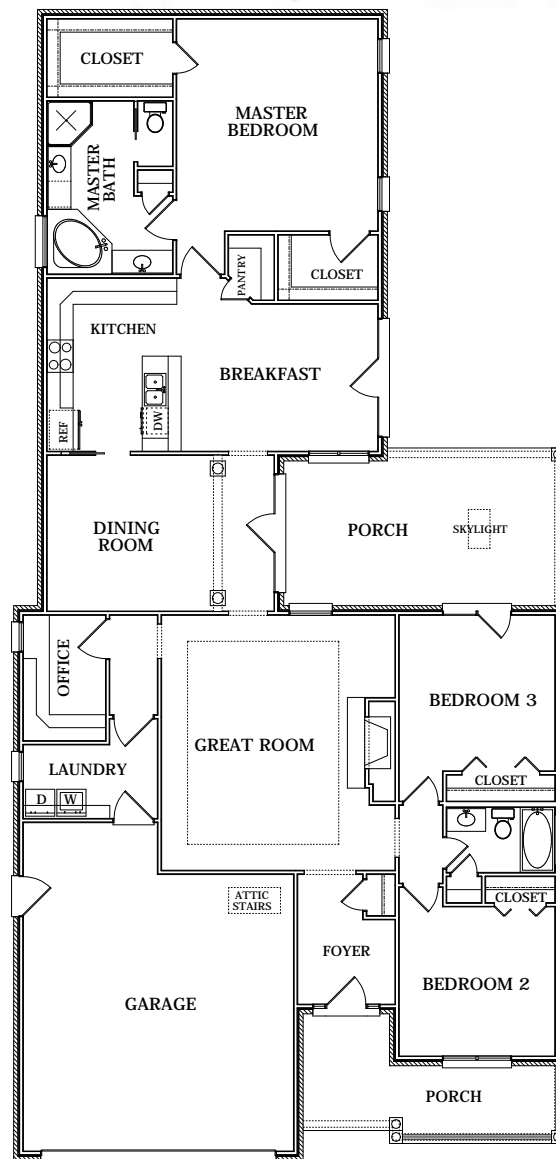 CLOSET
MASTER
BEDROOM
MASTER
BATH
PANTRY
CLOSET
KITCHEN
BREAKFAST
REF
DW
DINING
ROOM
PORCH
SKYLIGHT
OFFICE
BEDROOM 3
GREAT ROOM
LAUNDRY
CLOSET
D
W
ATTIC
STAIRS
CLOSET
FOYER
BEDROOM 2
GARAGE
PORCH